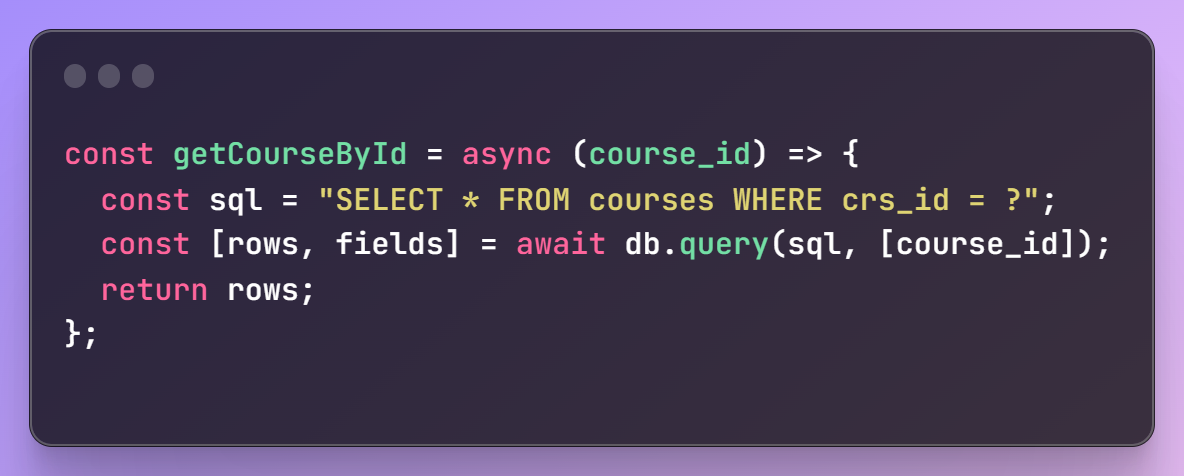 const getCourseById = async (course_id) => {
  const sql = "SELECT * FROM courses WHERE crs_id = ?";
  const [rows, fields] = await db.query(sql, [course_id]);
  return rows;
};